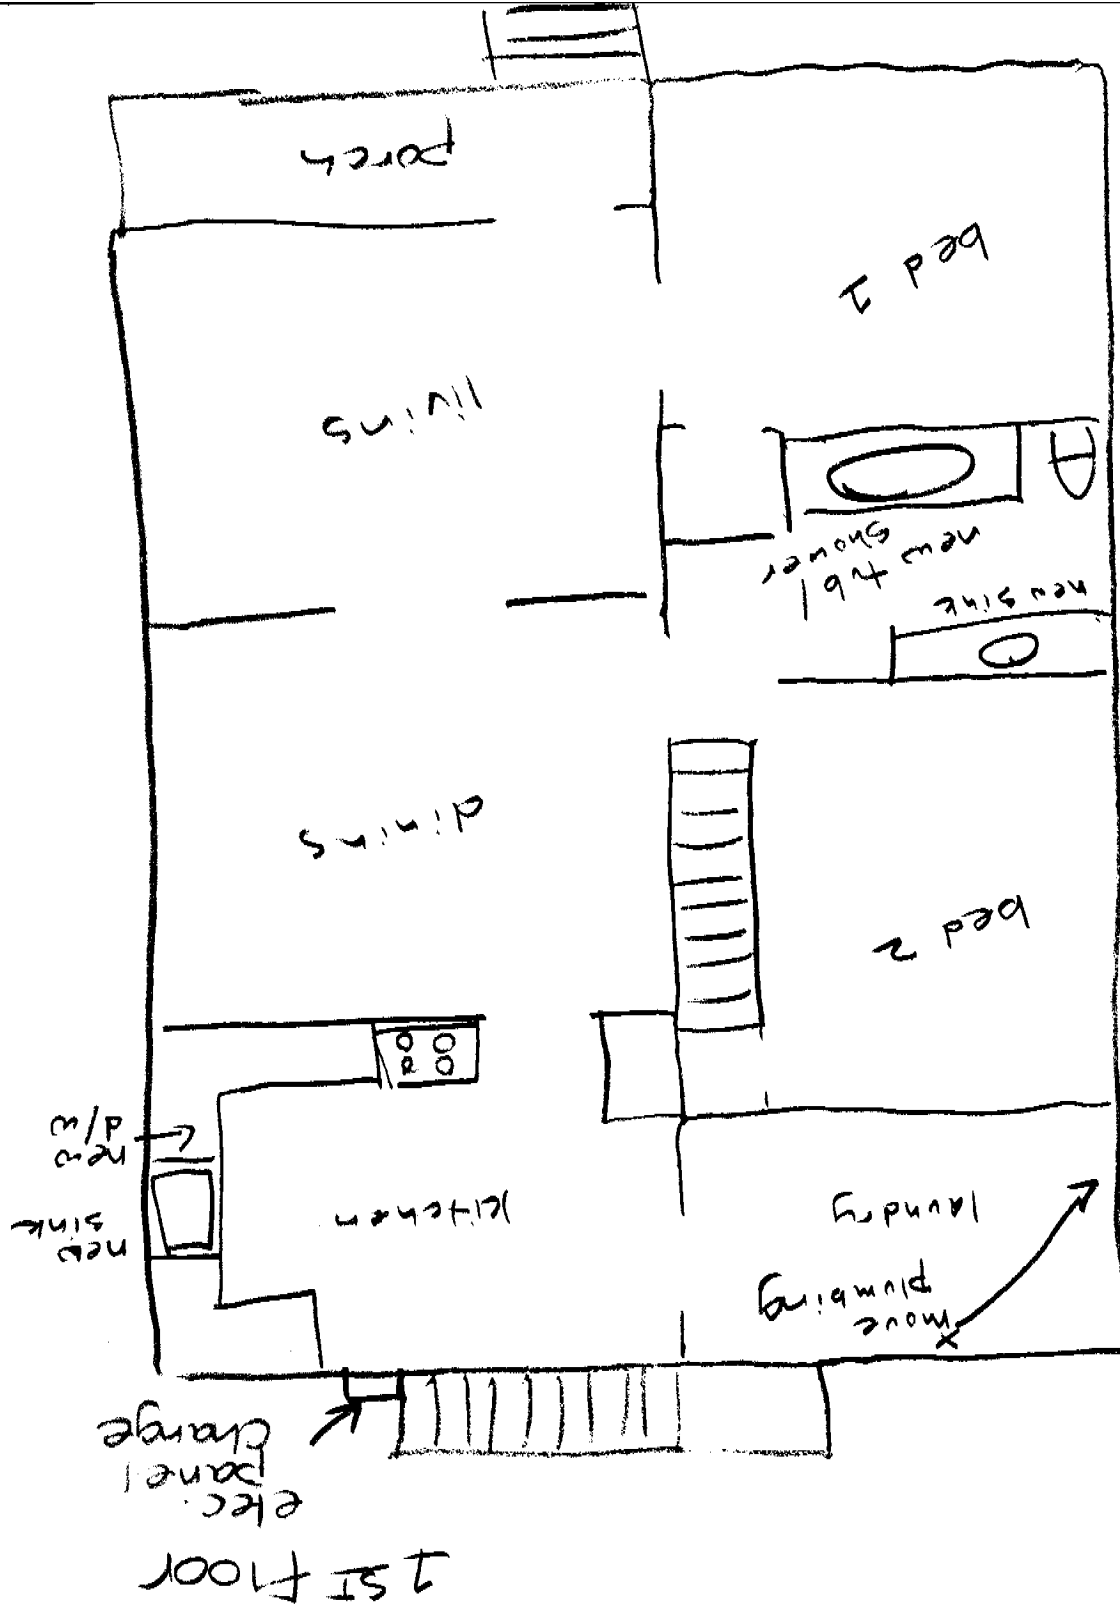 1ST FlOOR
elec.
panel
change
move
plumbing
laundry
kitchen
new
sink
new
d/w
bed 2
dining
new sink
new tub/
shower
living
bed 1
porch